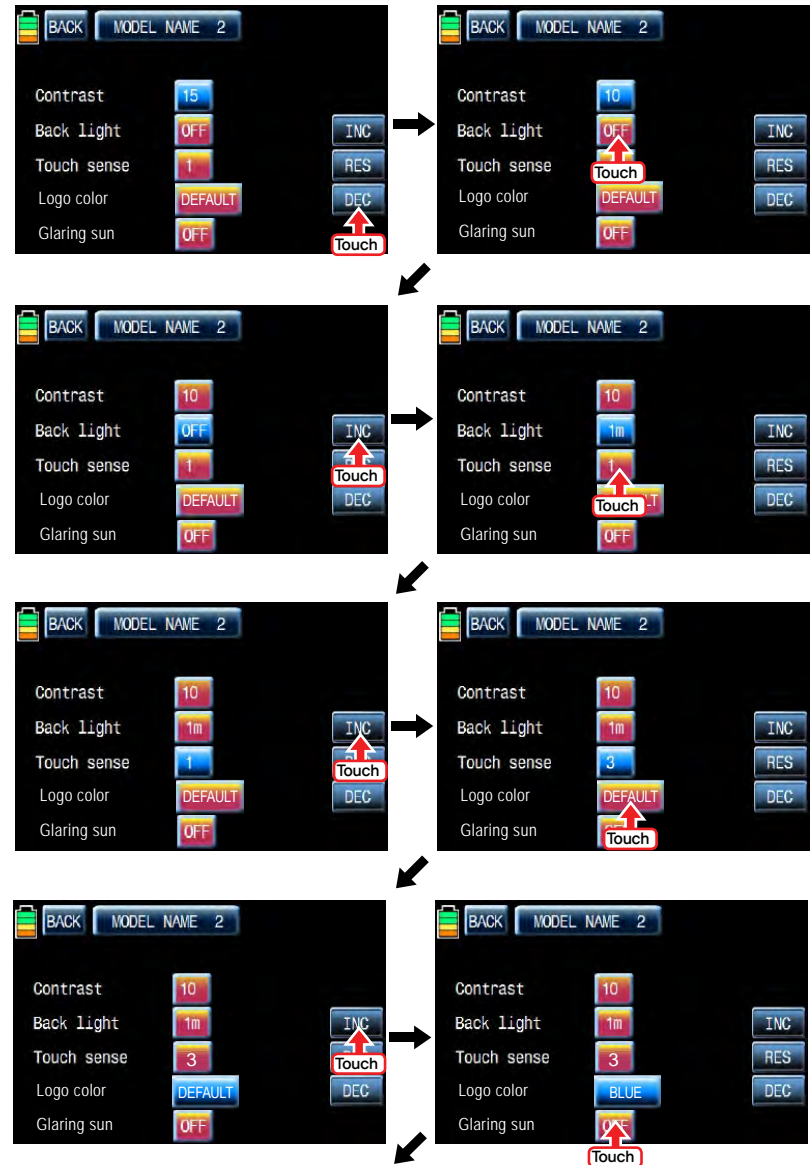 BACK MODEL NAME 2
Contrast 15
Back light OFF INC
Touch sense 1 RES
Logo color DEFAULT DEC
Glaring sun OFF Touch
BACK MODEL NAME 2
Contrast 10
Back light OFF INC
Touch sense Touch RES
Logo color DEFAULT DEC
Glaring sun OFF
BACK MODEL NAME 2
Contrast 10
Back light OFF INC
Touch sense 1 Touch
Logo color DEFAULT DEC
Glaring sun OFF
BACK MODEL NAME 2
Contrast 10
Back light 1m INC
Touch sense 1 RES
Logo color Touch LT DEC
Glaring sun OFF
BACK MODEL NAME 2
Contrast 10
Back light 1m INC
Touch sense 1 Touch
Logo color DEFAULT DEC
Glaring sun OFF
BACK MODEL NAME 2
Contrast 10
Back light 1m INC
Touch sense 3 RES
Logo color DEFAULT DEC
Glaring sun Touch
BACK MODEL NAME 2
Contrast 10
Back light 1m INC
Touch sense 3 Touch
Logo color DEFAULT DEC
Glaring sun OFF
BACK MODEL NAME 2
Contrast 10
Back light 1m INC
Touch sense 3 RES
Logo color BLUE DEC
Glaring sun OFF
Touch